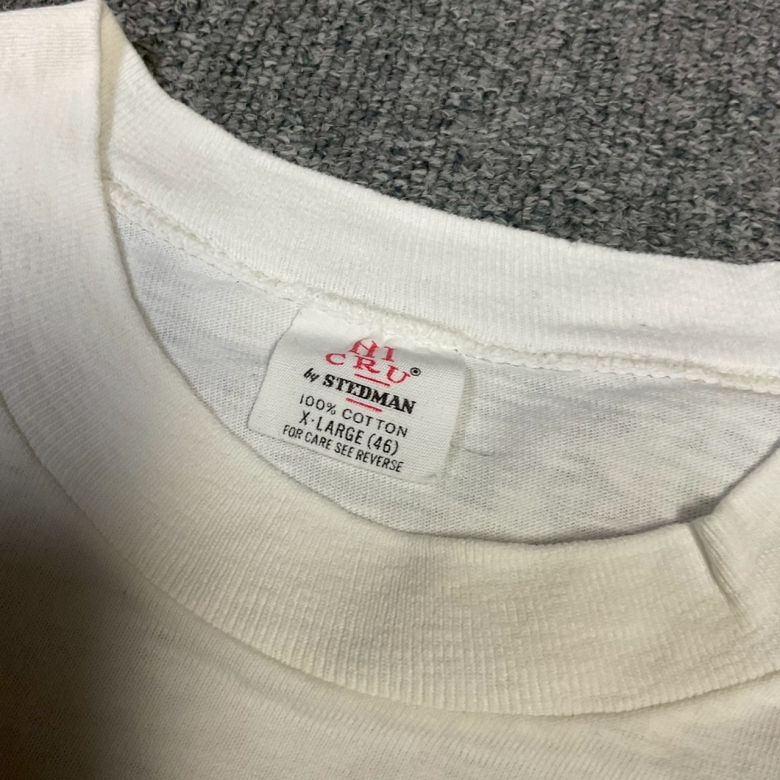 HI
CRU®
by STEDMAN
100% COTTON
X-LARGE (46)
FOR CARE SEE REVERSE